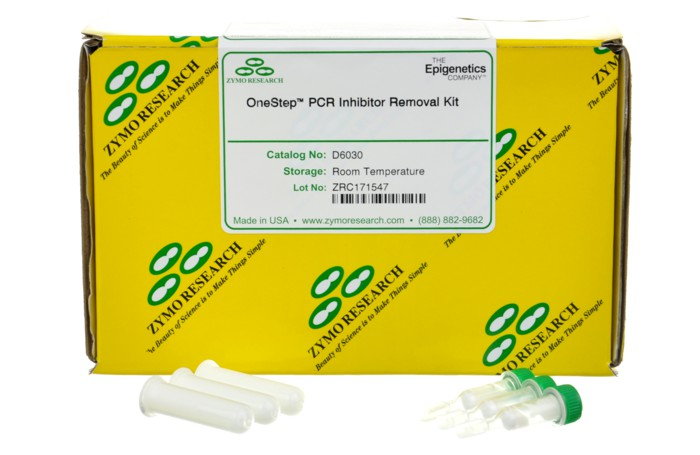 ZYMO RESEARCH
The Beauty of Science is to Make Things Simple
ZYMO RESEARCH
THE
Epigenetics
COMPANY™
OneStep™ PCR Inhibitor Removal Kit
Catalog No: D6030
Storage: Room Temperature
Lot No: ZRC171547
Made in USA • www.zymoresearch.com • (888) 882-9682
ZYMO RESEARCH
The Beauty of Science is to Make Things Simple
ZYMO RESEARCH
The Beauty of Science is to Make Things Simple
ZYMO RESEARCH
The Beauty of Science is to Make Things Simple